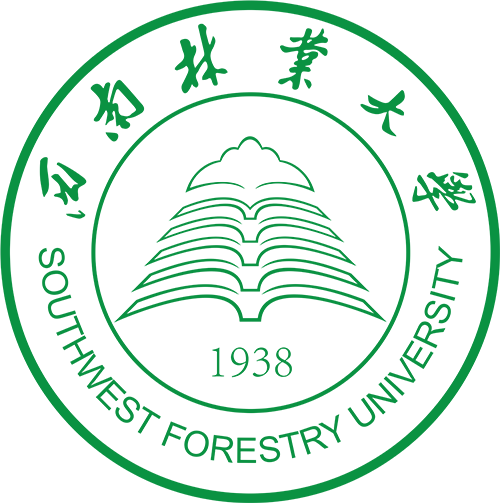 西南林業大學
1938
SOUTHWEST FORESTRY UNIVERSITY